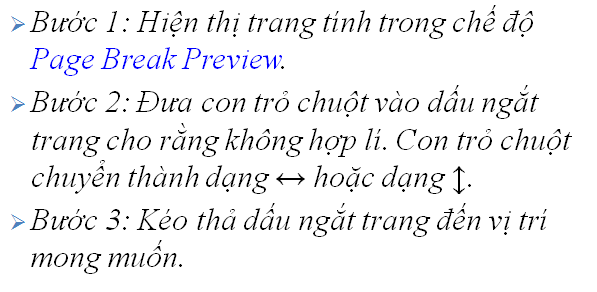 ➢Bước 1: Hiện thị trang tính trong chế độ
Page Break Preview.
➢Bước 2: Đưa con trỏ chuột vào dấu ngắt
trang cho rằng không hợp lí. Con trỏ chuột
chuyển thành dạng ↔ hoặc dạng ↕.
➢Bước 3: Kéo thả dấu ngắt trang đến vị trí
mong muốn.